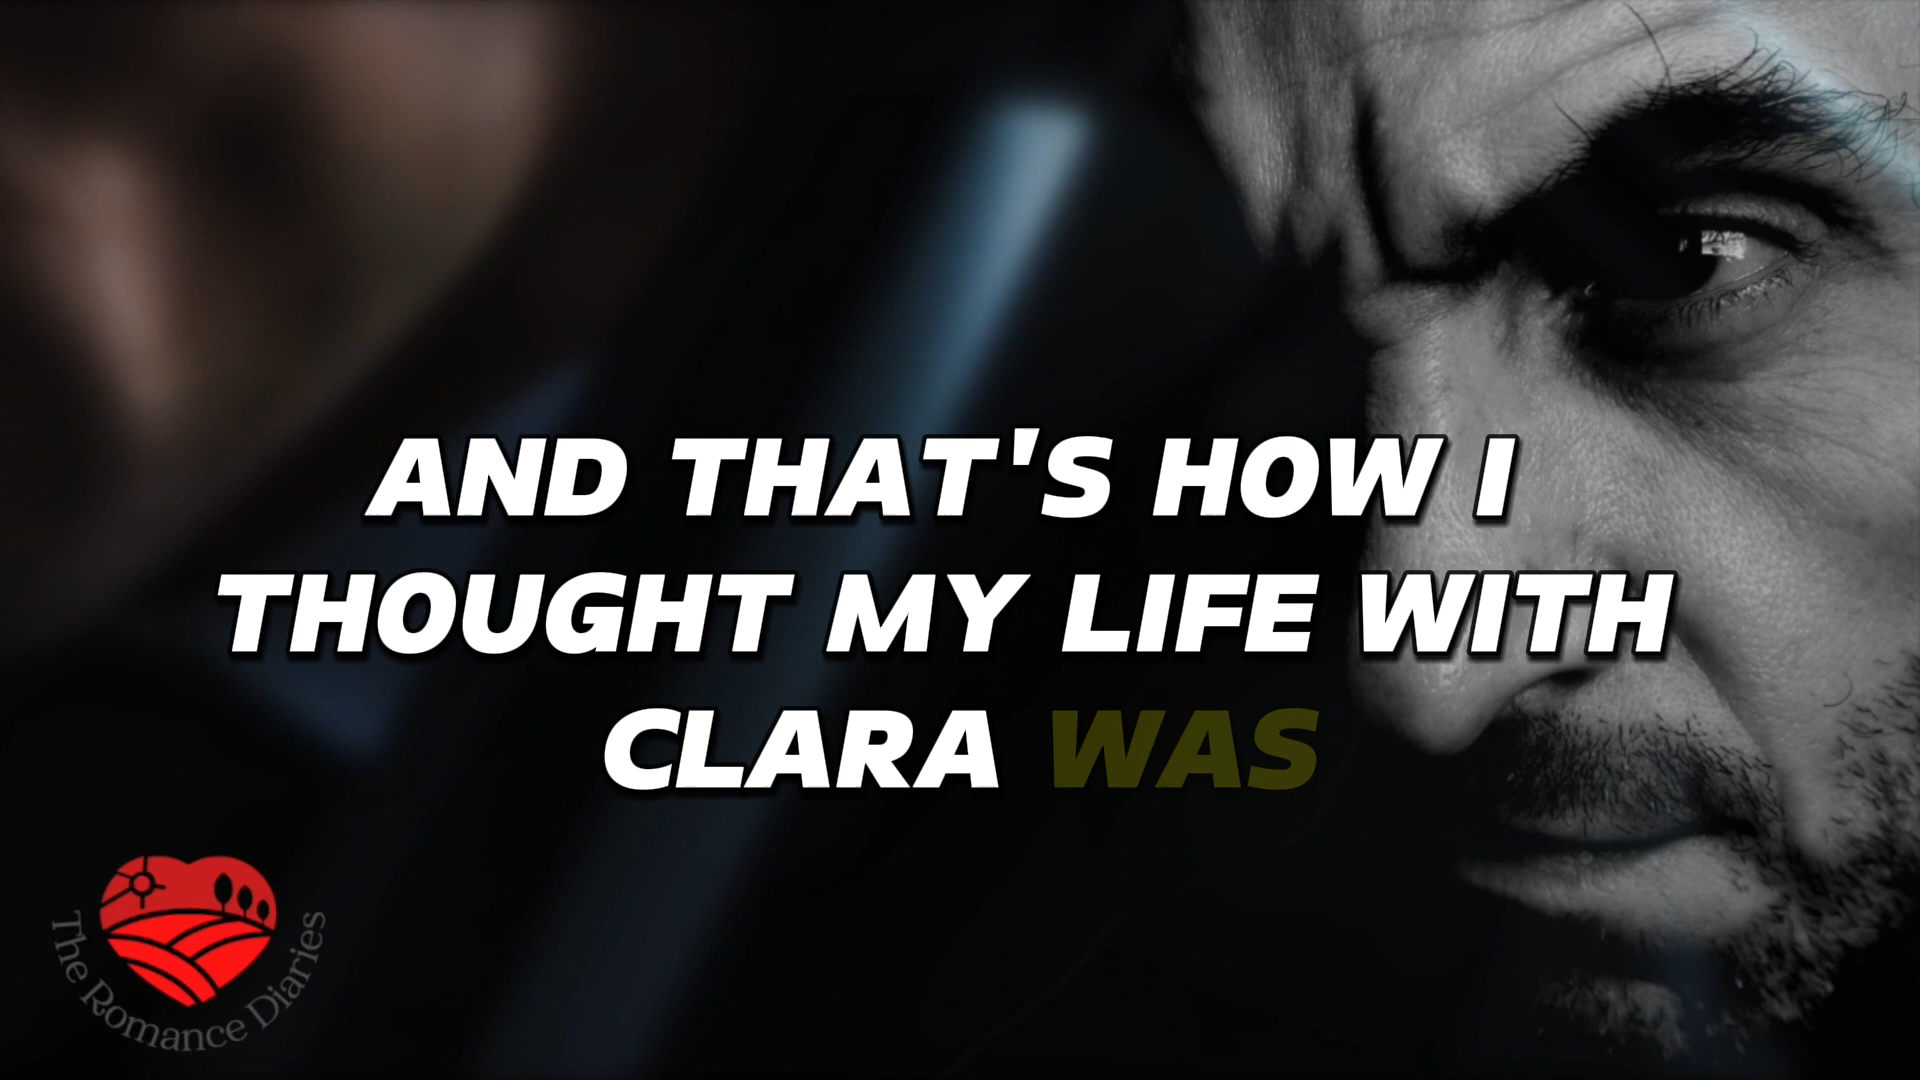 AND THAT'S HOW I
THOUGHT MY LIFE WITH
CLARA WAS
The Romance Diaries